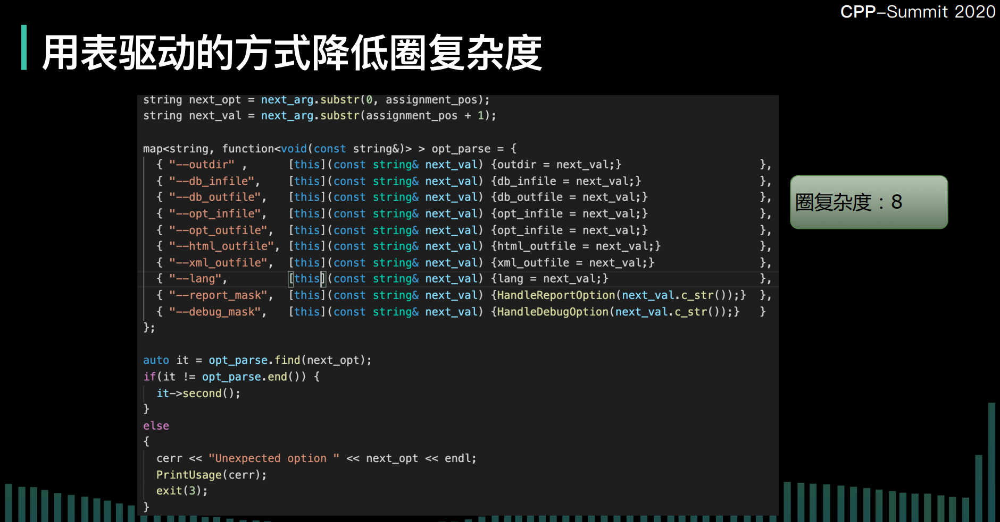 CPP-Summit 2020
用表驱动的方式降低圈复杂度
string next_opt = next_arg.substr(0, assignment_pos);
string next_val = next_arg.substr(assignment_pos + 1);
map<string, function<void(const string&)> > opt_parse = {
{ "--outdir" , [this](const string& next_val) {outdir = next_val;} },
{ "--db_infile", [this](const string& next_val) {db_infile = next_val;} },
{ "--db_outfile", [this](const string& next_val) {db_outfile = next_val;} },
{ "--opt_infile", [this](const string& next_val) {opt_infile = next_val;} },
{ "--opt_outfile", [this](const string& next_val) {opt_infile = next_val;} },
{ "--html_outfile", [this](const string& next_val) {html_outfile = next_val;} },
{ "--xml_outfile", [this](const string& next_val) {xml_outfile = next_val;} },
{ "--lang", [this](const string& next_val) {lang = next_val;} },
{ "--report_mask", [this](const string& next_val) {HandleReportOption(next_val.c_str());} },
{ "--debug_mask", [this](const string& next_val) {HandleDebugOption(next_val.c_str());} }
};
auto it = opt_parse.find(next_opt);
if(it != opt_parse.end()) {
it->second();
}
else
{
cerr << "Unexpected option " << next_opt << endl;
PrintUsage(cerr);
exit(3);
}
圈复杂度：8